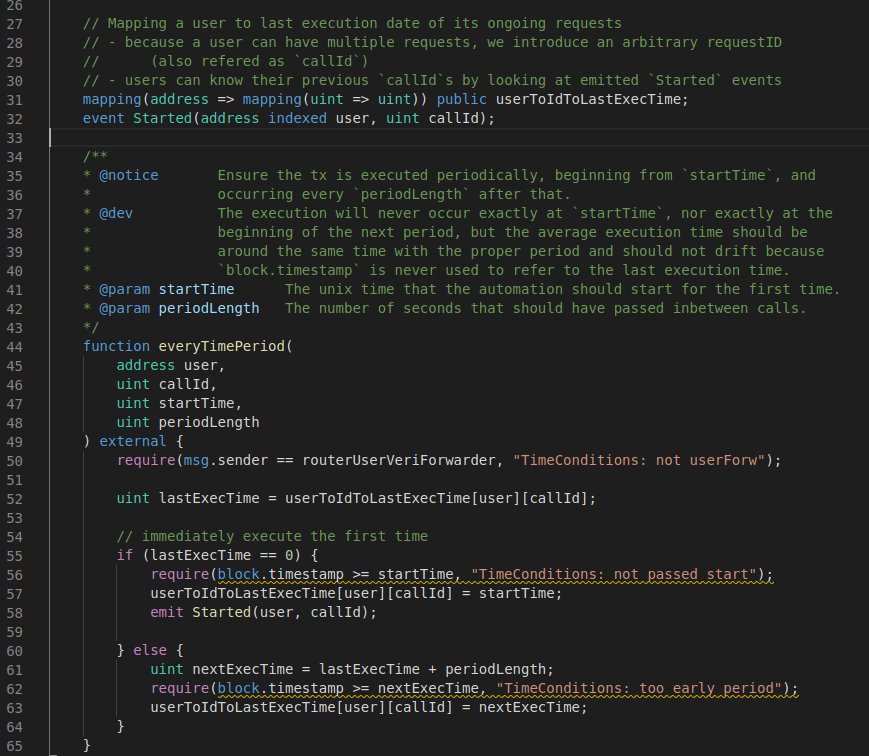 26
27 // Mapping a user to last execution date of its ongoing requests
28 // - because a user can have multiple requests, we introduce an arbitrary requestID
29 //      (also refered as `callId`)
30 // - users can know their previous `callId`s by looking at emitted `Started` events
31 mapping(address => mapping(uint => uint)) public userToIdToLastExecTime;
32 event Started(address indexed user, uint callId);
33
34 /**
35 * @notice       Ensure the tx is executed periodically, beginning from `startTime`, and
36 *               occurring every `periodLength` after that.
37 * @dev          The execution will never occur exactly at `startTime`, nor exactly at the
38 *               beginning of the next period, but the average execution time should be
39 *               around the same time with the proper period and should not drift because
40 *               `block.timestamp` is never used to refer to the last execution time.
41 * @param startTime      The unix time that the automation should start for the first time.
42 * @param periodLength   The number of seconds that should have passed inbetween calls.
43 */
44 function everyTimePeriod(
45     address user,
46     uint callId,
47     uint startTime,
48     uint periodLength
49 ) external {
50     require(msg.sender == routerUserVeriForwarder, "TimeConditions: not userForw");
51
52     uint lastExecTime = userToIdToLastExecTime[user][callId];
53
54     // immediately execute the first time
55     if (lastExecTime == 0) {
56         require(block.timestamp >= startTime, "TimeConditions: not passed start");
57         userToIdToLastExecTime[user][callId] = startTime;
58         emit Started(user, callId);
59
60     } else {
61         uint nextExecTime = lastExecTime + periodLength;
62         require(block.timestamp >= nextExecTime, "TimeConditions: too early period");
63         userToIdToLastExecTime[user][callId] = nextExecTime;
64     }
65 }